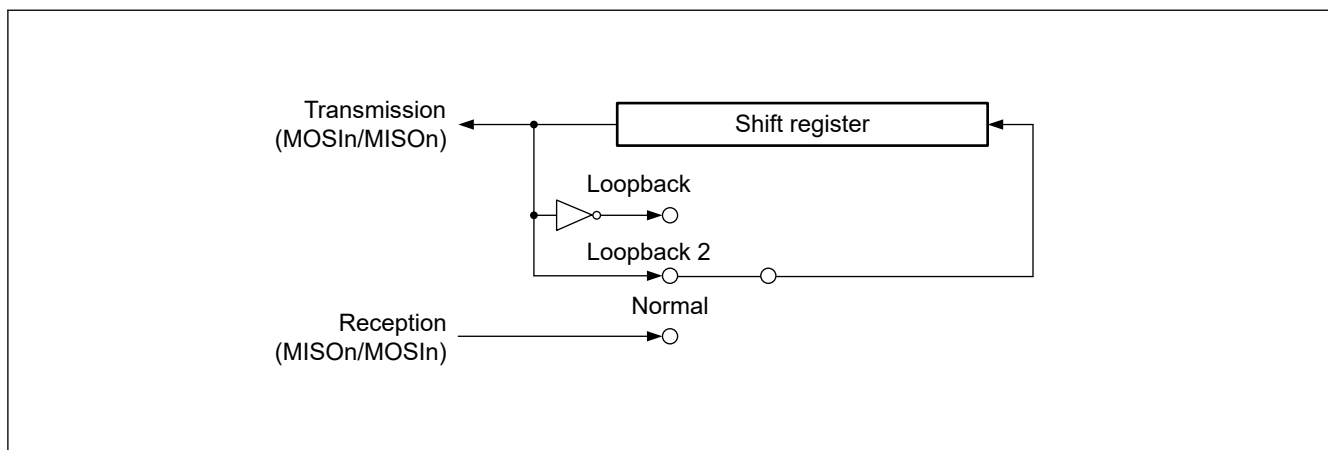 Transmission
(MOSIn/MISOn)
Shift register
Loopback
Loopback 2
Normal
Reception
(MISOn/MOSIn)